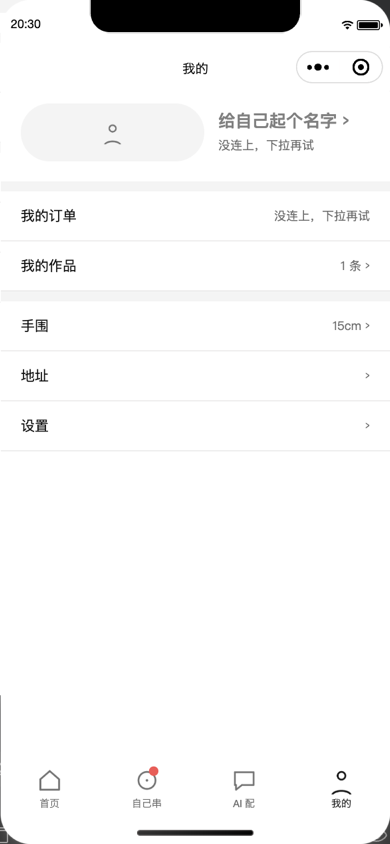 20:30
我的
给自己起个名字 >
没连上，下拉再试
我的订单 没连上，下拉再试
我的作品 1 条 >
手围 15cm >
地址 >
设置 >
首页 自己串 AI 配 我的